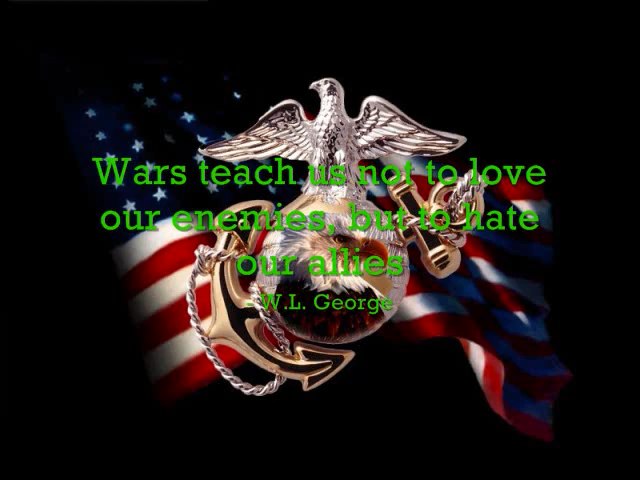 Wars teach us not to love
our enemies, but to hate
our allies
- W.L. George